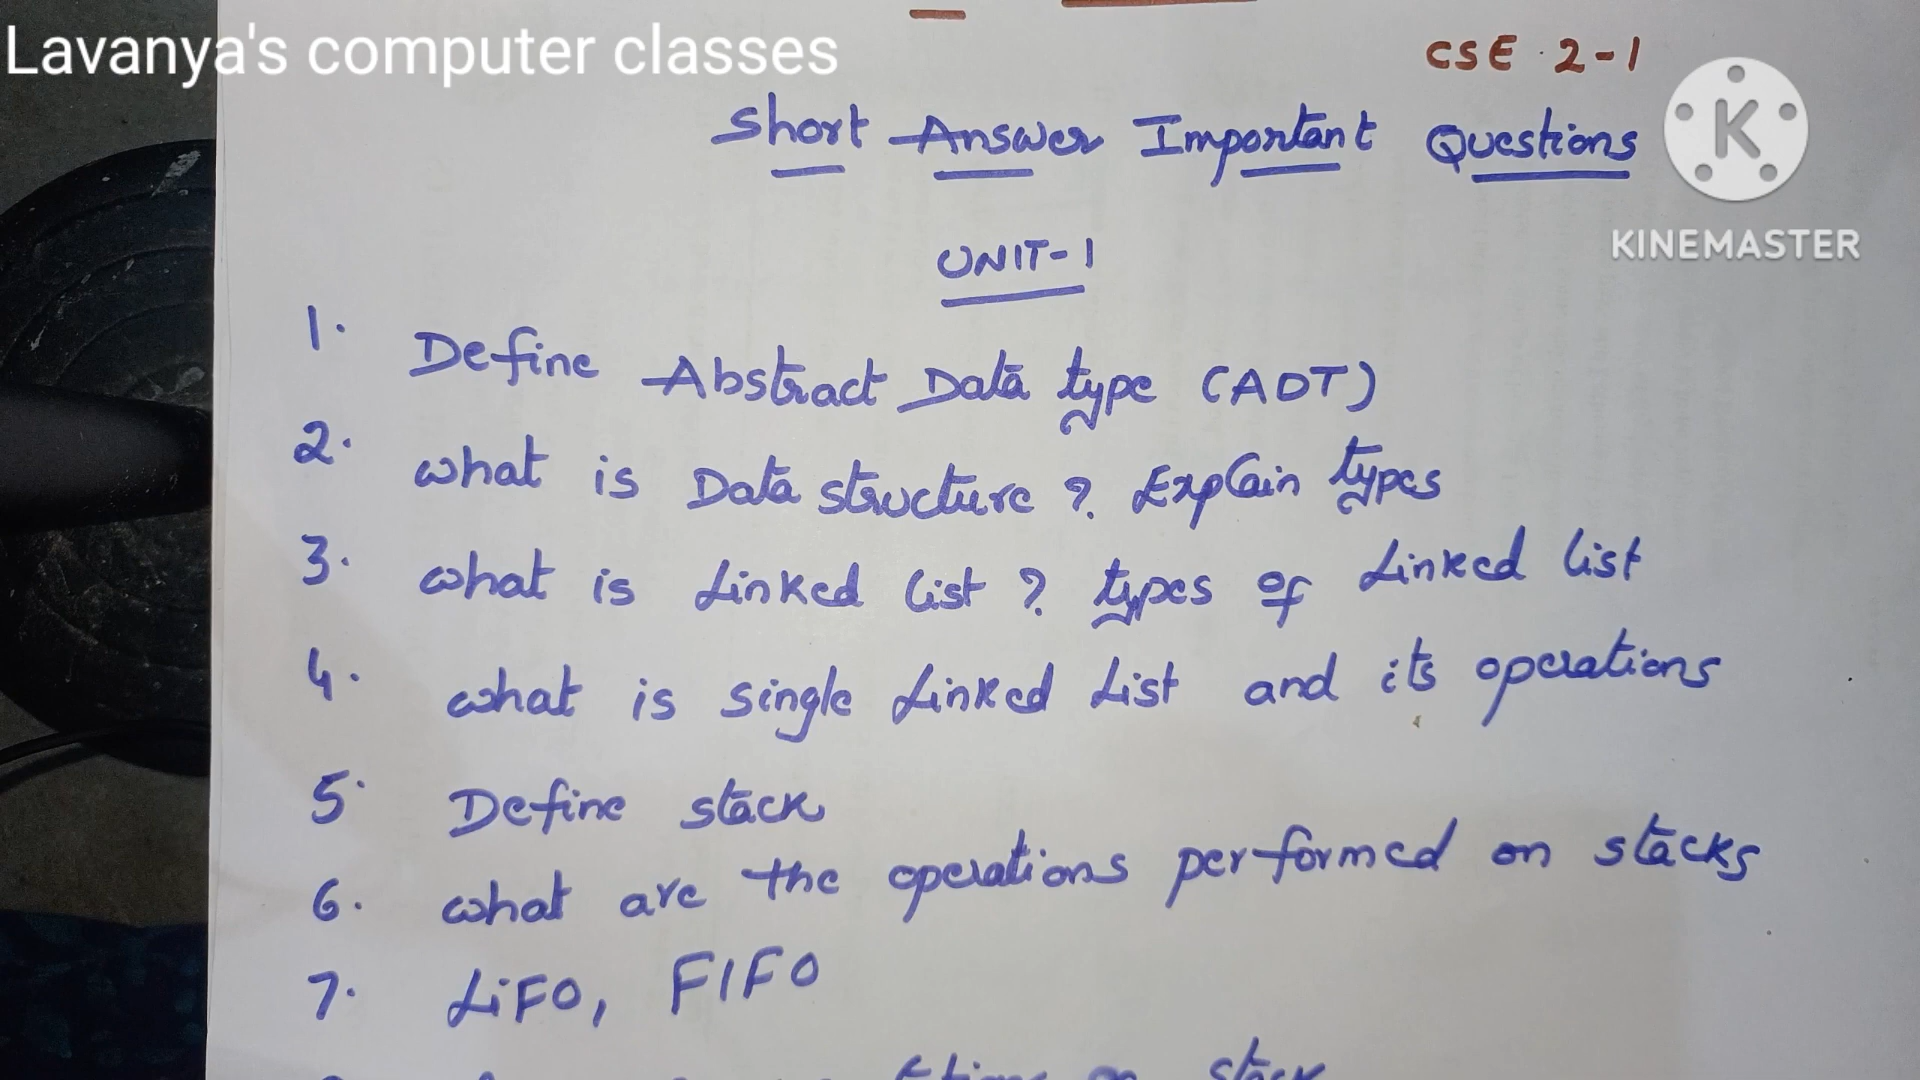 Lavanya's computer classes
CSE 2-1
Short Answer Important Questions
K
KINEMASTER
UNIT-1
1. Define Abstract Data type (ADT)
2. what is Data structure ? Explain types
3. what is Linked list ? types of Linked list
4. what is single Linked List and its operations
5. Define stack
6. what are the operations performed on stacks
7. LiFO, FIFO
on stack